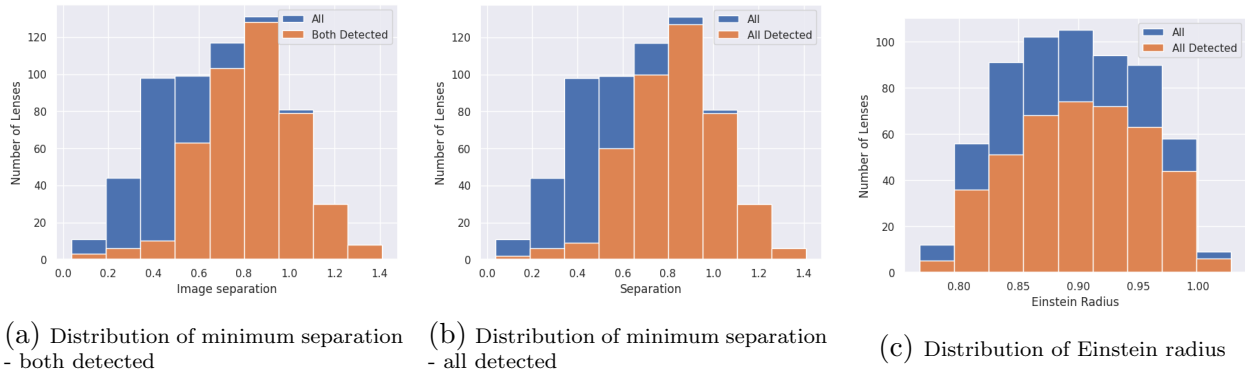 All
Both Detected
120
100
80
60
40
20
0
Number of Lenses
0.0 0.2 0.4 0.6 0.8 1.0 1.2 1.4
Image separation
(a) Distribution of minimum separation
- both detected
All
All Detected
120
100
80
60
40
20
0
Number of Lenses
0.0 0.2 0.4 0.6 0.8 1.0 1.2 1.4
Separation
(b) Distribution of minimum separation
- all detected
All
All Detected
100
80
60
40
20
0
Number of Lenses
0.80 0.85 0.90 0.95 1.00
Einstein Radius
(c) Distribution of Einstein radius